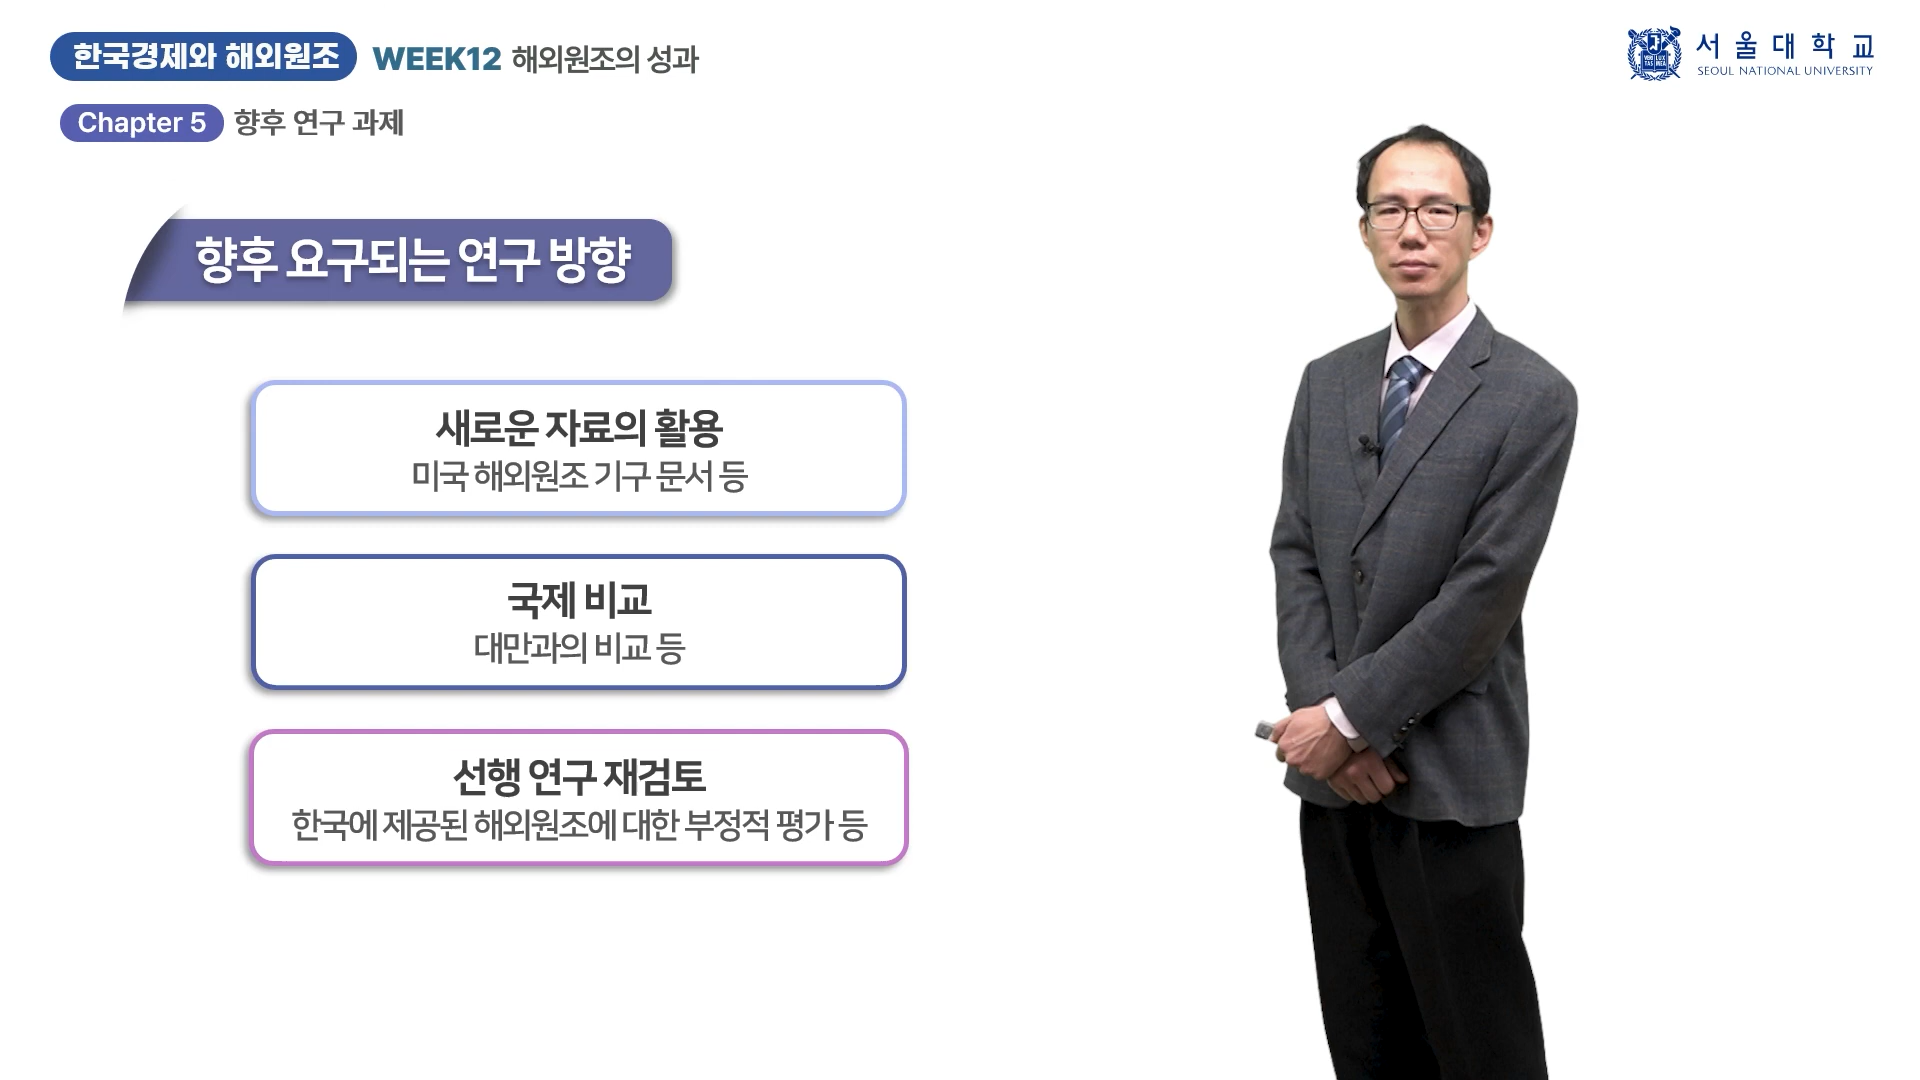 한국경제와 해외원조 WEEK12 해외원조의 성과
서울대학교
SEOUL NATIONAL UNIVERSITY
Chapter 5 향후 연구 과제
향후 요구되는 연구 방향
새로운 자료의 활용
미국 해외원조 기구 문서 등
국제 비교
대만과의 비교 등
선행 연구 재검토
한국에 제공된 해외원조에 대한 부정적 평가 등